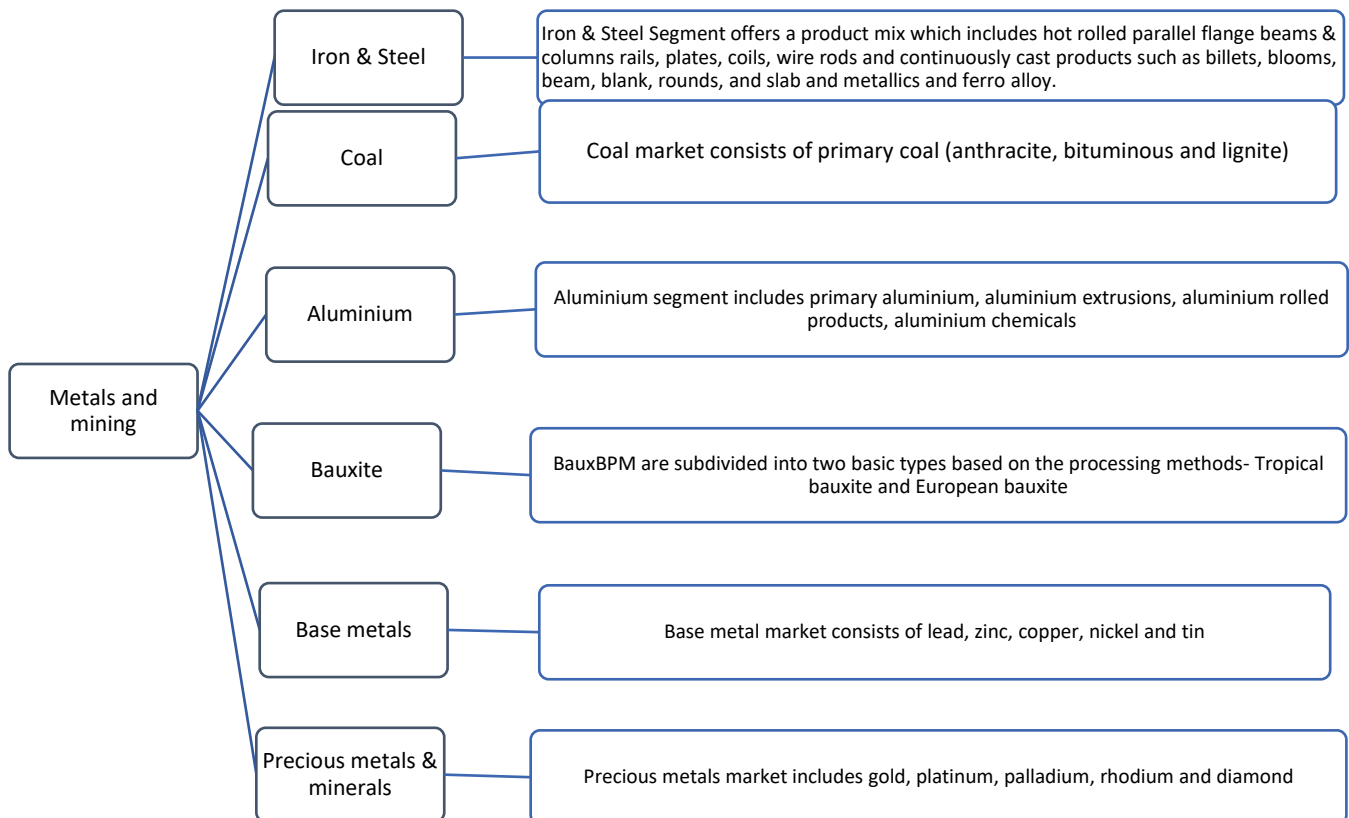 Iron & Steel
Iron & Steel Segment offers a product mix which includes hot rolled parallel flange beams &
columns rails, plates, coils, wire rods and continuously cast products such as billets, blooms,
beam, blank, rounds, and slab and metallics and ferro alloy.
Coal
Coal market consists of primary coal (anthracite, bituminous and lignite)
Aluminium
Aluminium segment includes primary aluminium, aluminium extrusions, aluminium rolled
products, aluminium chemicals
Metals and
mining
Bauxite
BauxBPM are subdivided into two basic types based on the processing methods- Tropical
bauxite and European bauxite
Base metals
Base metal market consists of lead, zinc, copper, nickel and tin
Precious metals &
minerals
Precious metals market includes gold, platinum, palladium, rhodium and diamond